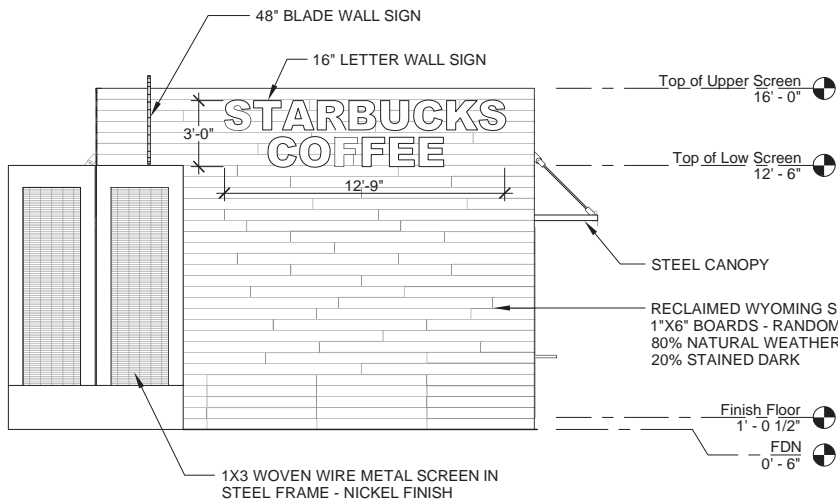 48" BLADE WALL SIGN
16" LETTER WALL SIGN
Top of Upper Screen
16' - 0"
STARBUCKS
COFFEE
3'-0"
Top of Low Screen
12' - 6"
12'-9"
STEEL CANOPY
RECLAIMED WYOMING S
1"X6" BOARDS - RANDOM
80% NATURAL WEATHER
20% STAINED DARK
Finish Floor
1' - 0 1/2"
FDN
0' - 6"
1X3 WOVEN WIRE METAL SCREEN IN
STEEL FRAME - NICKEL FINISH